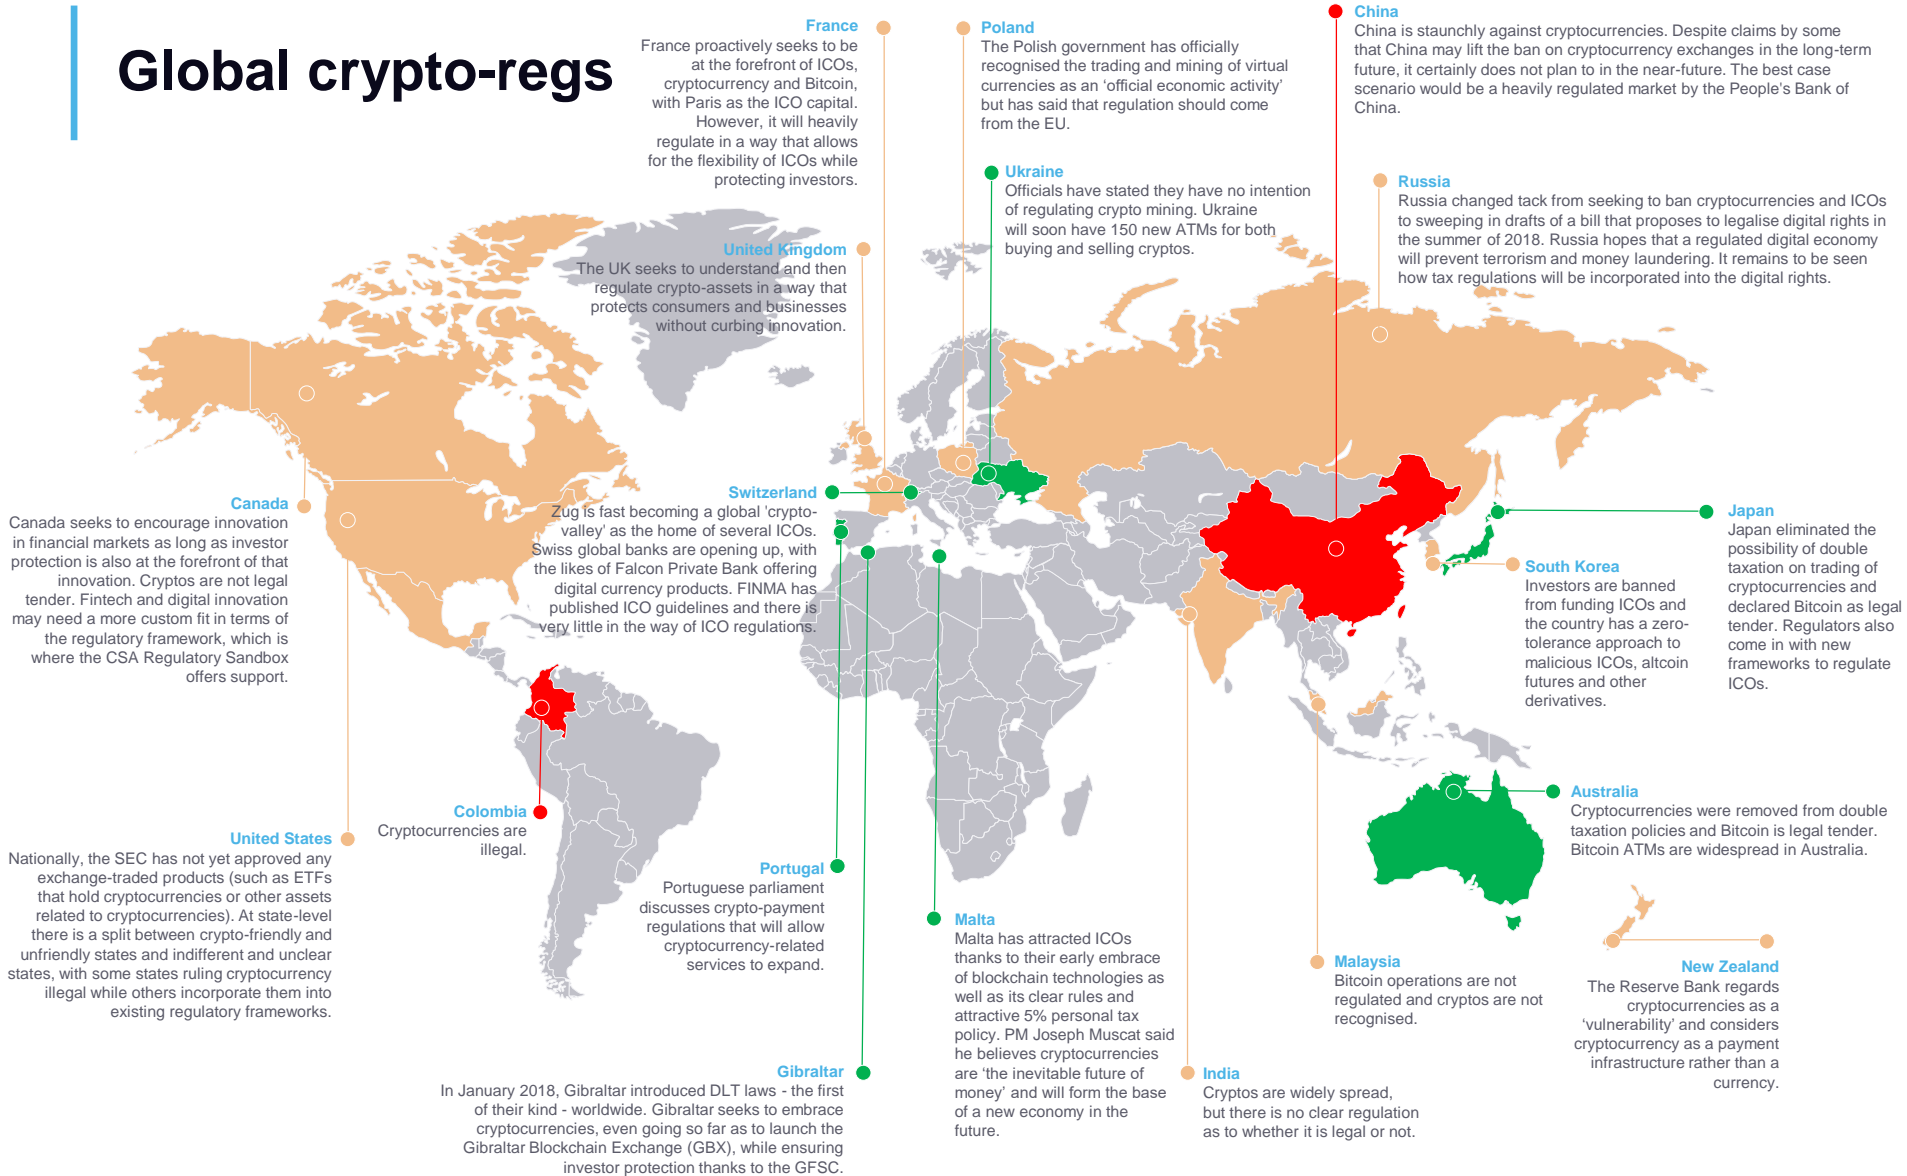 Global crypto-regs
France
France proactively seeks to be
at the forefront of ICOs,
cryptocurrency and Bitcoin,
with Paris as the ICO capital.
However, it will heavily
regulate in a way that allows
for the flexibility of ICOs while
protecting investors.
Poland
The Polish government has officially
recognised the trading and mining of virtual
currencies as an ‘official economic activity’
but has said that regulation should come
from the EU.
China
China is staunchly against cryptocurrencies. Despite claims by some
that China may lift the ban on cryptocurrency exchanges in the long-term
future, it certainly does not plan to in the near-future. The best case
scenario would be a heavily regulated market by the People’s Bank of
China.
Ukraine
Officials have stated they have no intention
of regulating crypto mining. Ukraine
will soon have 150 new ATMs for both
buying and selling cryptos.
Russia
Russia changed tack from seeking to ban cryptocurrencies and ICOs
to sweeping in drafts of a bill that proposes to legalise digital rights in
the summer of 2018. Russia hopes that a regulated digital economy
will prevent terrorism and money laundering. It remains to be seen
how tax regulations will be incorporated into the digital rights.
United Kingdom
The UK seeks to understand and then
regulate crypto-assets in a way that
protects consumers and businesses
without curbing innovation.
Canada
Canada seeks to encourage innovation
in financial markets as long as investor
protection is also at the forefront of that
innovation. Cryptos are not legal
tender. Fintech and digital innovation
may need a more custom fit in terms of
the regulatory framework, which is
where the CSA Regulatory Sandbox
offers support.
Switzerland
Zug is fast becoming a global 'crypto-
valley' as the home of several ICOs.
Swiss global banks are opening up, with
the likes of Falcon Private Bank offering
digital currency products. FINMA has
published ICO guidelines and there is
very little in the way of ICO regulations.
Japan
Japan eliminated the
possibility of double
taxation on trading of
cryptocurrencies and
declared Bitcoin as legal
tender. Regulators also
come in with new
frameworks to regulate
ICOs.
South Korea
Investors are banned
from funding ICOs and
the country has a zero-
tolerance approach to
malicious ICOs, altcoin
futures and other
derivatives.
Colombia
Cryptocurrencies are
illegal.
United States
Nationally, the SEC has not yet approved any
exchange-traded products (such as ETFs
that hold cryptocurrencies or other assets
related to cryptocurrencies). At state-level
there is a split between crypto-friendly and
unfriendly states and indifferent and unclear
states, with some states ruling cryptocurrency
illegal while others incorporate them into
existing regulatory frameworks.
Portugal
Portuguese parliament
discusses crypto-payment
regulations that will allow
cryptocurrency-related
services to expand.
Australia
Cryptocurrencies were removed from double
taxation policies and Bitcoin is legal tender.
Bitcoin ATMs are widespread in Australia.
Malta
Malta has attracted ICOs
thanks to their early embrace
of blockchain technologies as
well as its clear rules and
attractive 5% personal tax
policy. PM Joseph Muscat said
he believes cryptocurrencies
are ‘the inevitable future of
money’ and will form the base
of a new economy in the
future.
Malaysia
Bitcoin operations are not
regulated and cryptos are not
recognised.
New Zealand
The Reserve Bank regards
cryptocurrencies as a
‘vulnerability’ and considers
cryptocurrency as a payment
infrastructure rather than a
currency.
Gibraltar
In January 2018, Gibraltar introduced DLT laws - the first
of their kind - worldwide. Gibraltar seeks to embrace
cryptocurrencies, even going so far as to launch the
Gibraltar Blockchain Exchange (GBX), while ensuring
investor protection thanks to the GFSC.
India
Cryptos are widely spread,
but there is no clear regulation
as to whether it is legal or not.